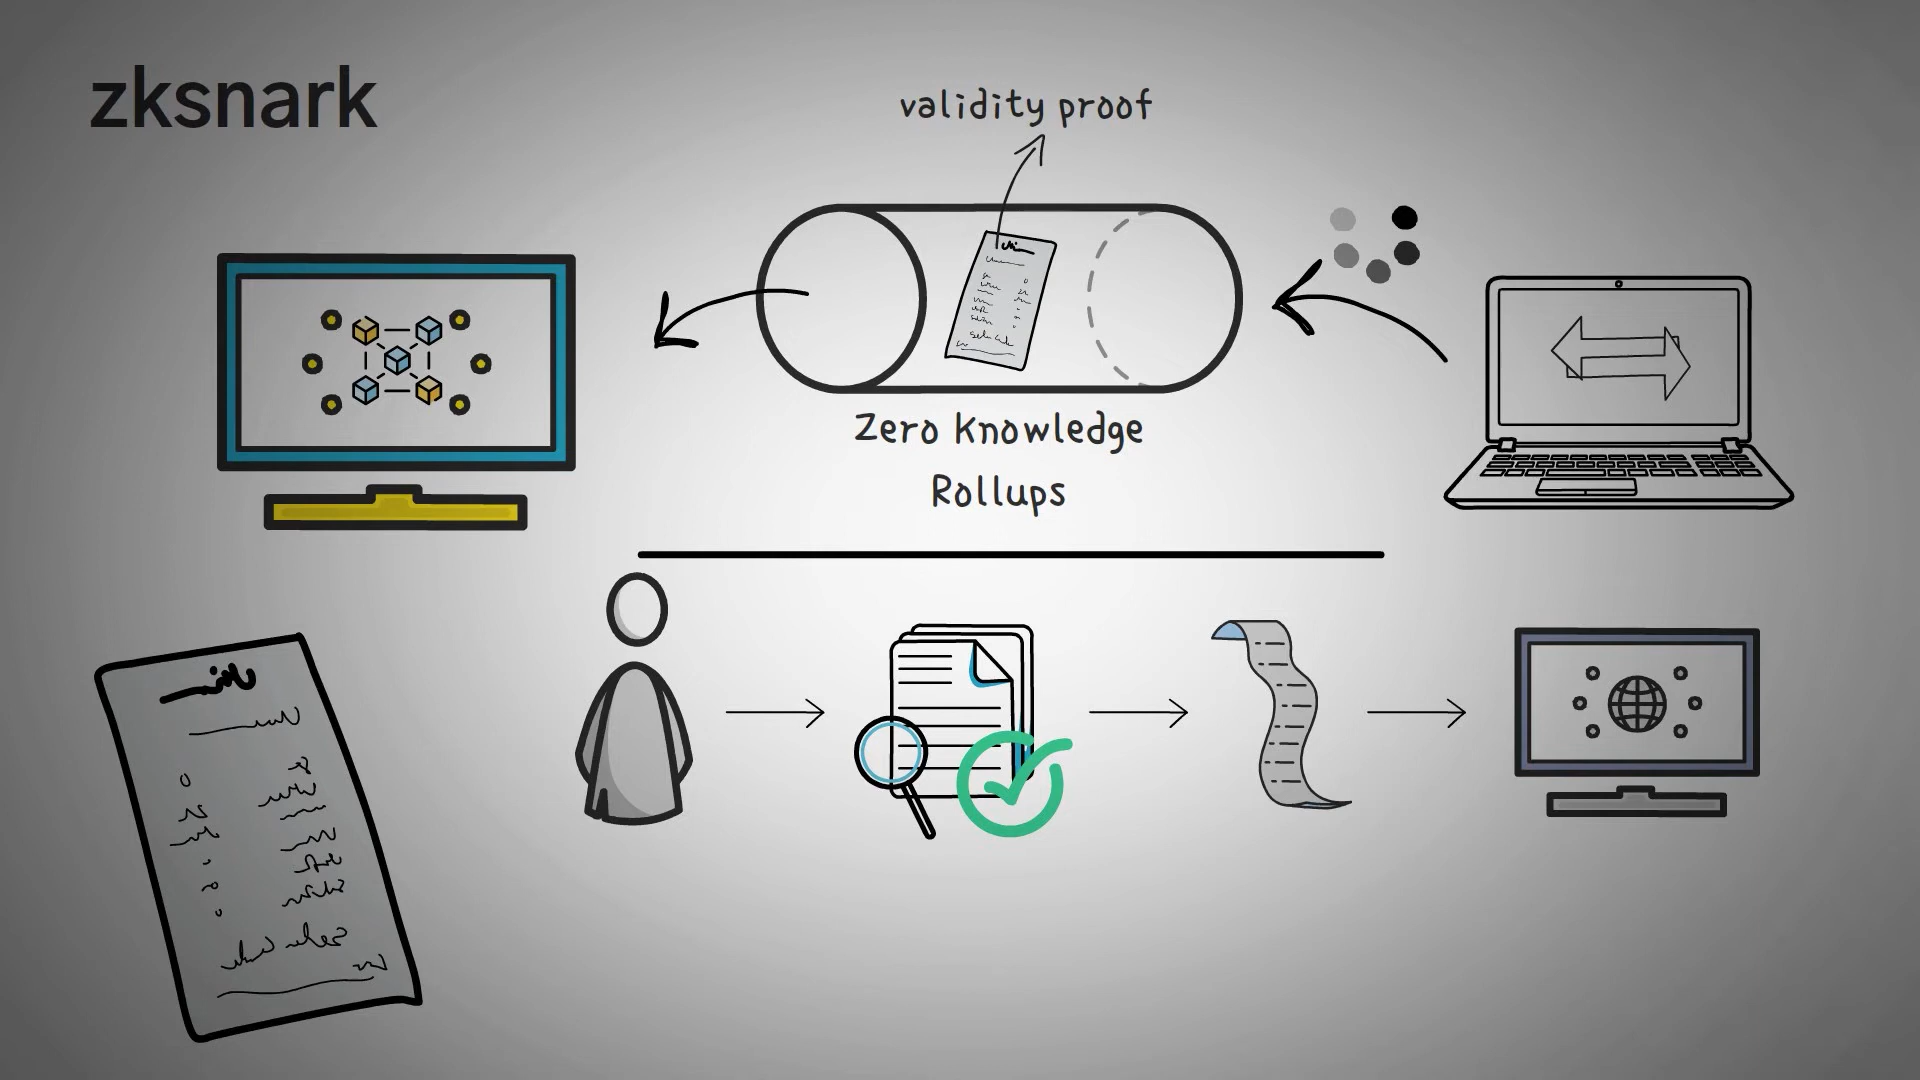 zksnark
validity proof
Zero Knowledge
Rollups